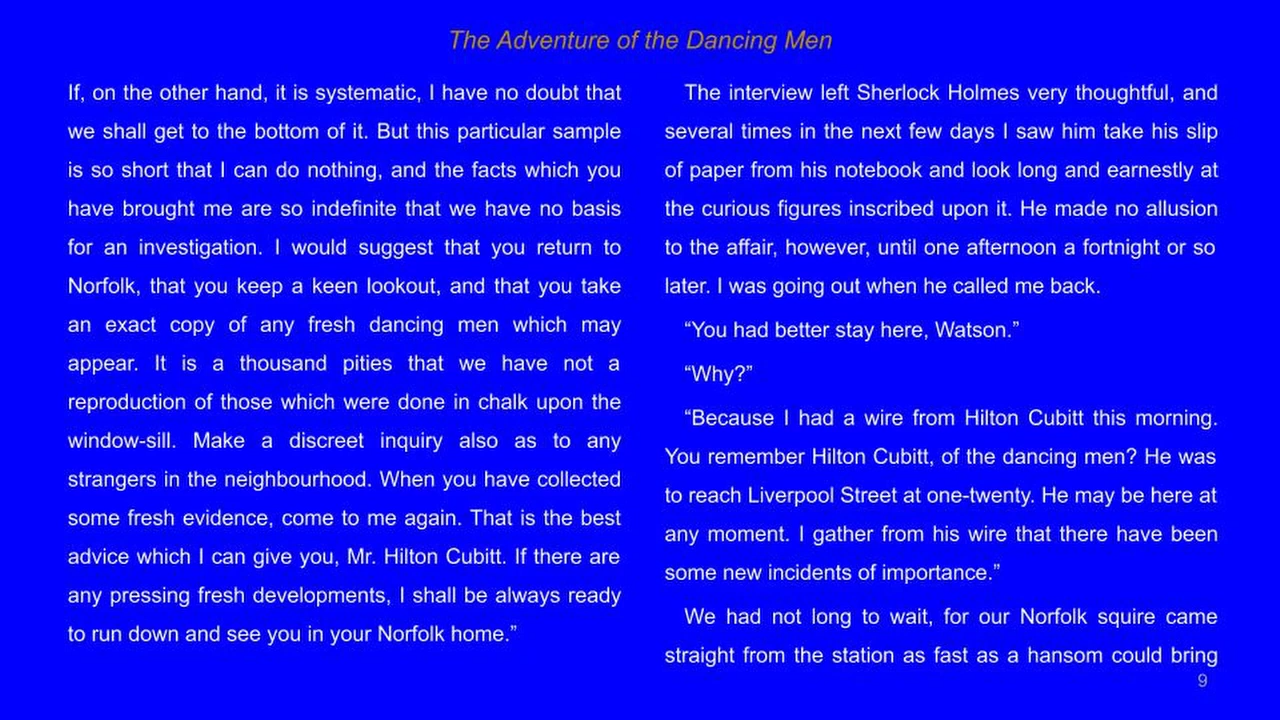 The Adventure of the Dancing Men
If, on the other hand, it is systematic, I have no doubt that
we shall get to the bottom of it. But this particular sample
is so short that I can do nothing, and the facts which you
have brought me are so indefinite that we have no basis
for an investigation. I would suggest that you return to
Norfolk, that you keep a keen lookout, and that you take
an exact copy of any fresh dancing men which may
appear. It is a thousand pities that we have not a
reproduction of those which were done in chalk upon the
window-sill. Make a discreet inquiry also as to any
strangers in the neighbourhood. When you have collected
some fresh evidence, come to me again. That is the best
advice which I can give you, Mr. Hilton Cubitt. If there are
any pressing fresh developments, I shall be always ready
to run down and see you in your Norfolk home.”
The interview left Sherlock Holmes very thoughtful, and
several times in the next few days I saw him take his slip
of paper from his notebook and look long and earnestly at
the curious figures inscribed upon it. He made no allusion
to the affair, however, until one afternoon a fortnight or so
later. I was going out when he called me back.
“You had better stay here, Watson.”
“Why?”
“Because I had a wire from Hilton Cubitt this morning.
You remember Hilton Cubitt, of the dancing men? He was
to reach Liverpool Street at one-twenty. He may be here at
any moment. I gather from his wire that there have been
some new incidents of importance.”
We had not long to wait, for our Norfolk squire came
straight from the station as fast as a hansom could bring
9